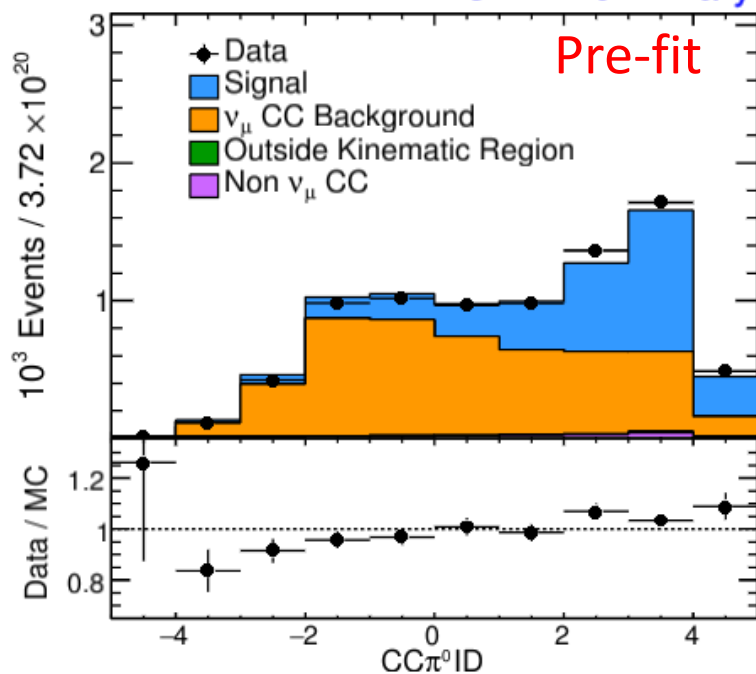 3
Pre-fit
Data
Signal
νμ CC Background
Outside Kinematic Region
Non νμ CC
2
1
10³ Events / 3.72 ×10²⁰
1.2
1
0.8
Data / MC
−4 −2 0 2 4
CCπ⁰ID